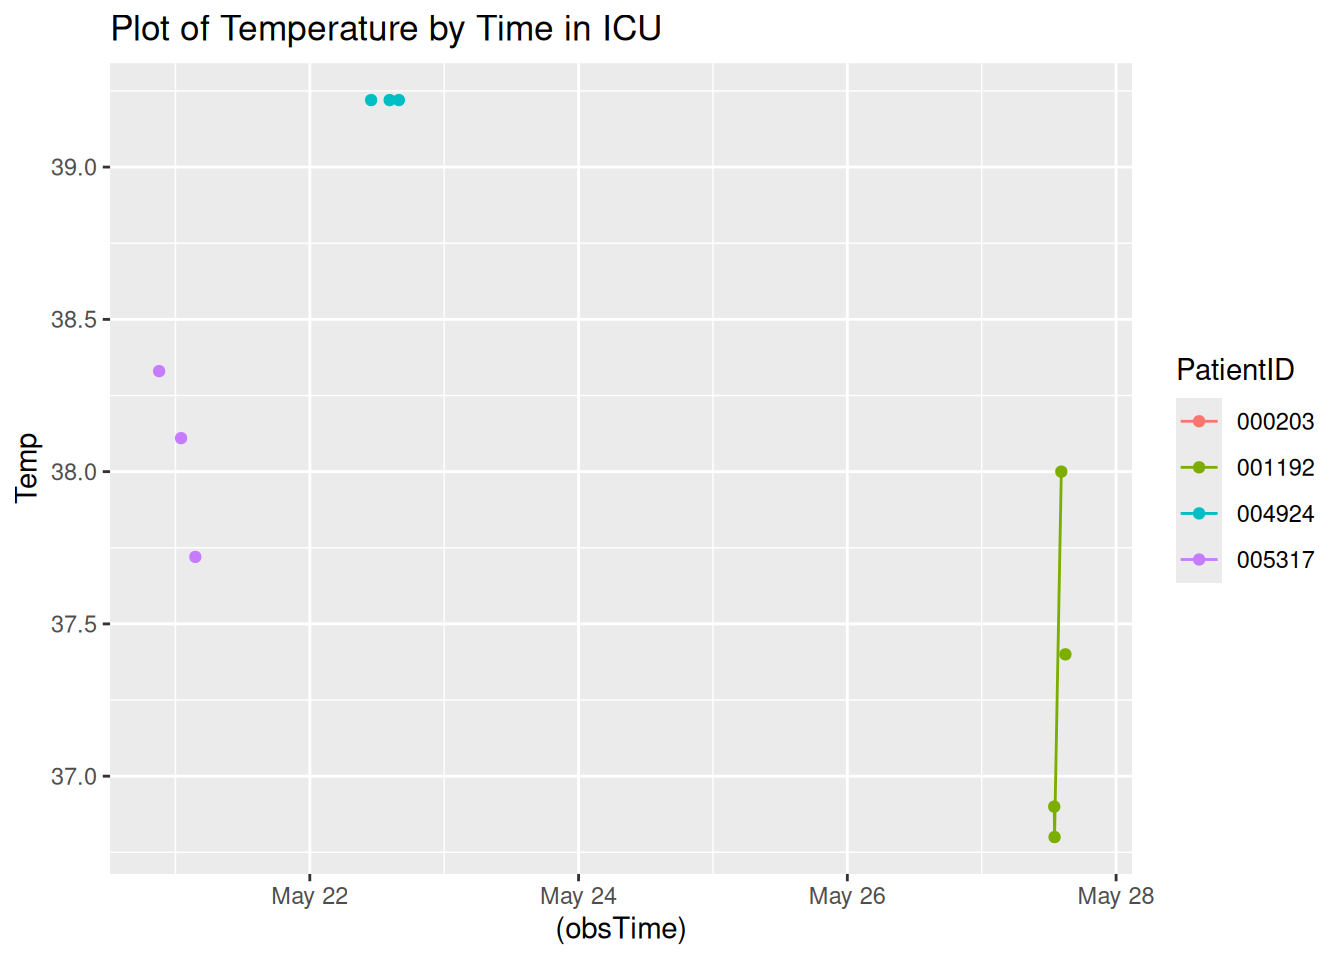 Plot of Temperature by Time in ICU
39.0
38.5
38.0
37.5
37.0
Temp
May 22
May 24
May 26
May 28
(obsTime)
PatientID
000203
001192
004924
005317